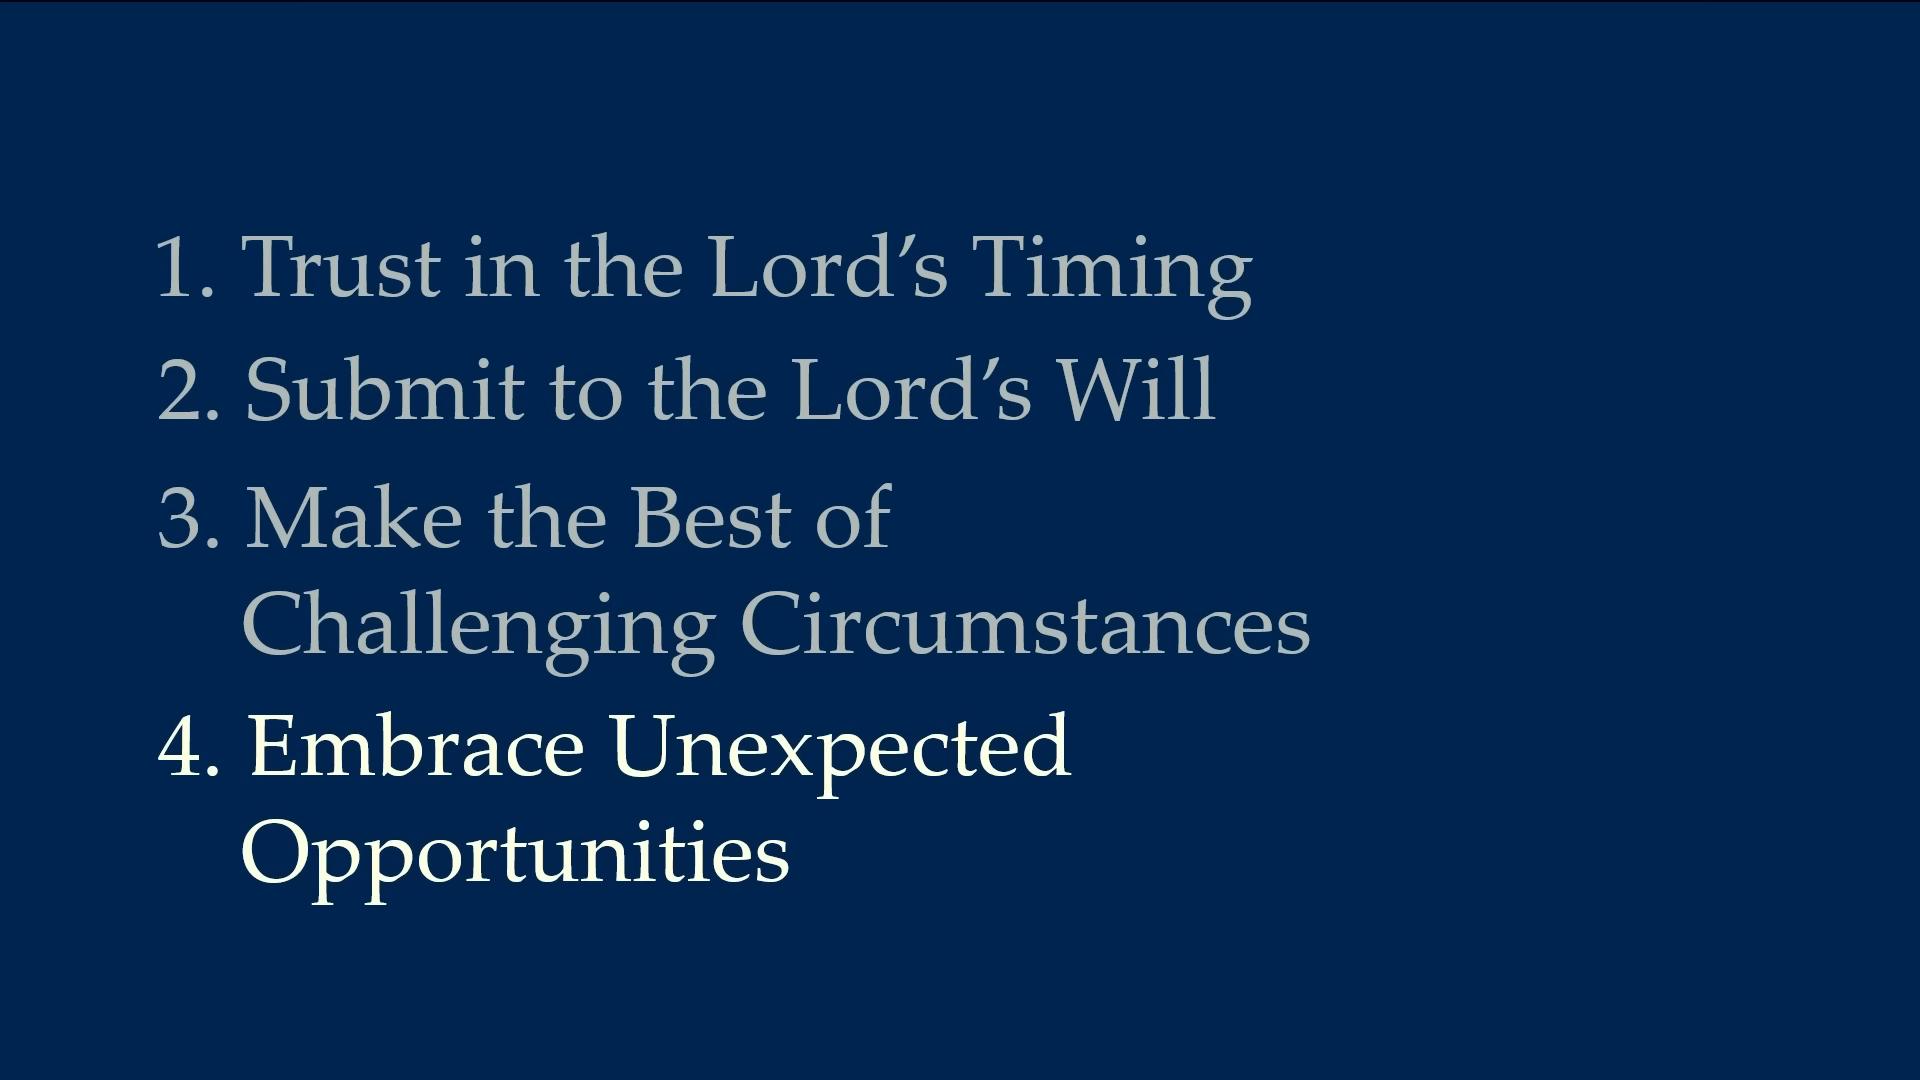 1. Trust in the Lord’s Timing
2. Submit to the Lord’s Will
3. Make the Best of
Challenging Circumstances
4. Embrace Unexpected
Opportunities